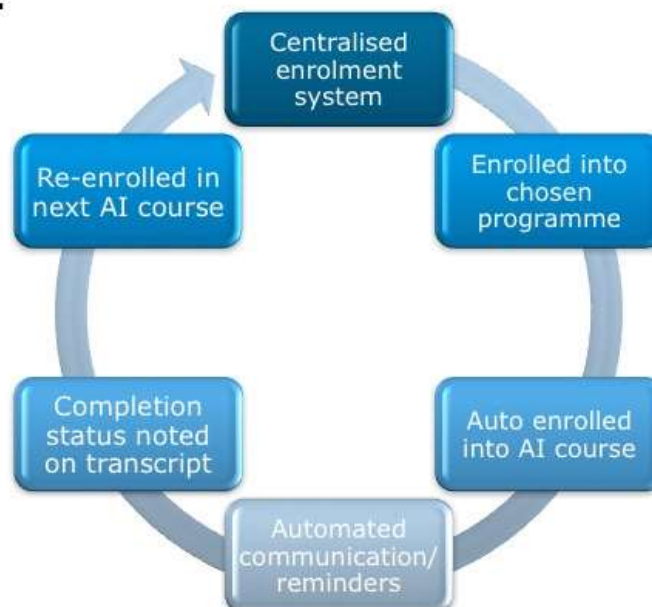 Centralised
enrolment
system
Enrolled into
chosen
programme
Auto enrolled
into AI course
Automated
communication/
reminders
Completion
status noted
on transcript
Re-enrolled in
next AI course